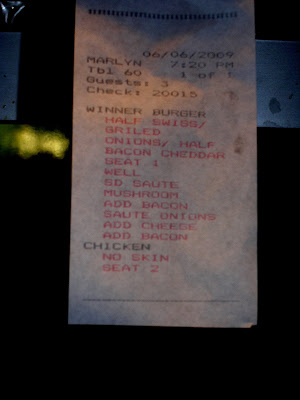 06/06/2009
MARLYN 7:20 PM
Tbl 60 1 of 1
Guests: 3
Check: 20015
WINNER BURGER
HALF SWISS/
GRILED
ONIONS/ HALF
BACON CHEDDAR
SEAT 1
WELL
SD SAUTE
MUSHROOM
ADD BACON
SAUTE ONIONS
ADD CHEESE
ADD BACON
CHICKEN
NO SKIN
SEAT 2